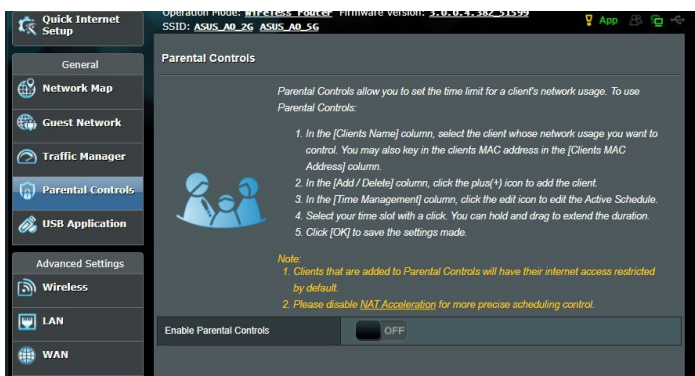 Quick Internet
Setup
General
Network Map
Guest Network
Traffic Manager
Parental Controls
USB Application
Advanced Settings
Wireless
LAN
WAN
Operation Mode: Wireless router Firmware Version: 3.0.0.4.382_51599
SSID: ASUS_A0_2G ASUS_A0_5G
App
Parental Controls
Parental Controls allow you to set the time limit for a client's network usage. To use
Parental Controls:
1. In the [Clients Name] column, select the client whose network usage you want to
control. You may also key in the clients MAC address in the [Clients MAC
Address] column.
2. In the [Add / Delete] column, click the plus(+) icon to add the client.
3. In the [Time Management] column, click the edit icon to edit the Active Schedule.
4. Select your time slot with a click. You can hold and drag to extend the duration.
5. Click [OK] to save the settings made.
Note:
1. Clients that are added to Parental Controls will have their internet access restricted
by default.
2. Please disable NAT Acceleration for more precise scheduling control.
Enable Parental Controls
OFF